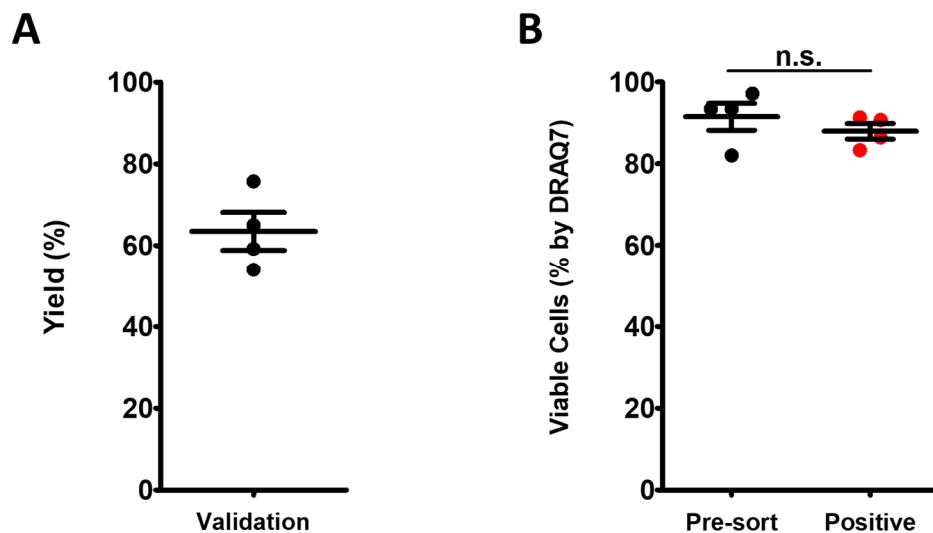 A
100
80
60
40
20
0
Yield (%)
Validation
B
n.s.
100
80
60
40
20
0
Viable Cells (% by DRAQ7)
Pre-sort Positive